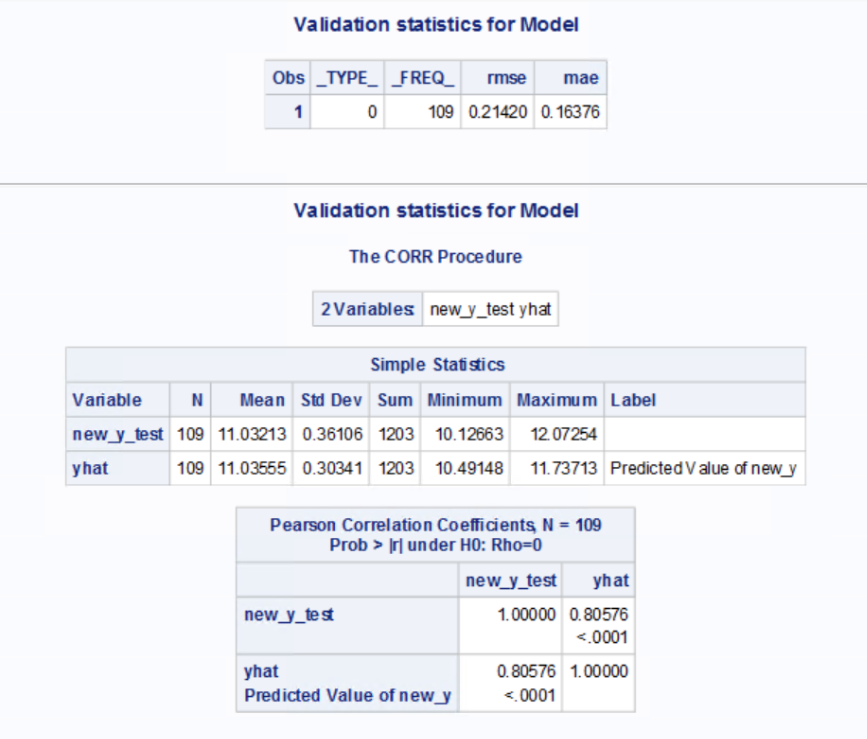 Validation statistics for Model
Obs _TYPE_ _FREQ_ rmse mae
1 0 109 0.21420 0.16376
Validation statistics for Model
The CORR Procedure
2 Variables: new_y_test yhat
Simple Statistics
Variable N Mean Std Dev Sum Minimum Maximum Label
new_y_test 109 11.03213 0.36106 1203 10.12663 12.07254
yhat 109 11.03555 0.30341 1203 10.49148 11.73713 Predicted Value of new_y
Pearson Correlation Coefficients, N = 109
Prob > |r| under H0: Rho=0
new_y_test yhat
new_y_test 1.00000 0.80576
<.0001
yhat 0.80576 1.00000
Predicted Value of new_y <.0001